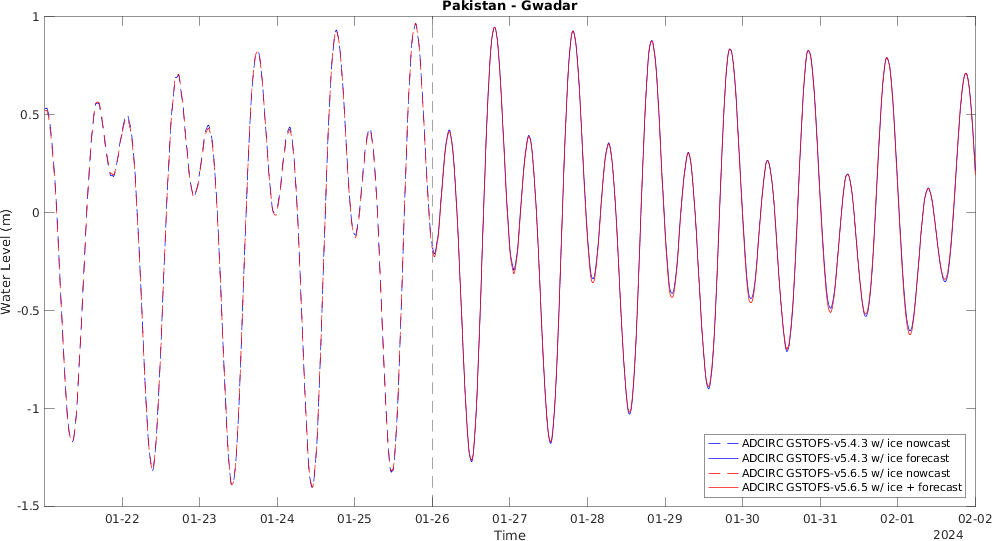 Pakistan - Gwadar
1
0.5
0
-0.5
-1
-1.5
Water Level (m)
ADCIRC GSTOFS-v5.4.3 w/ ice nowcast
ADCIRC GSTOFS-v5.4.3 w/ ice forecast
ADCIRC GSTOFS-v5.6.5 w/ ice nowcast
ADCIRC GSTOFS-v5.6.5 w/ ice + forecast
01-22 01-23 01-24 01-25 01-26 01-27 01-28 01-29 01-30 01-31 02-01 02-02
Time
2024